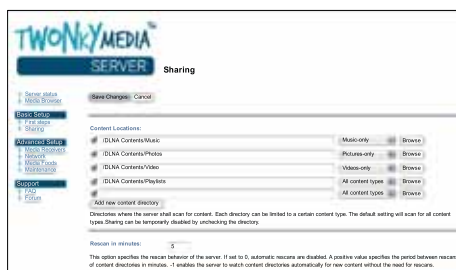 TWONKYMEDIA
SERVER
Sharing
Server status
Media Browser
Save Changes Cancel
Basic Setup
First steps
Sharing
Content Locations:
/DLNA Contents/Music Music-only Browse
Advanced Setup
Media Receivers
Network
Media Feeds
Maintenance
/DLNA Contents/Photos Pictures-only Browse
/DLNA Contents/Video Videos-only Browse
/DLNA Contents/Playlists All content types Browse
All content types Browse
Support
FAQ
Forum
Add new content directory
Directories where the server shall scan for content. Each directory can be limited to a certain content type. The default setting will scan for all content
types.Sharing can be temporarily disabled by unchecking the directory.
Rescan in minutes: 5
This option specifies the rescan behavior of the server. If set to 0, automatic rescans are disabled. A positive value specifies the period between rescans
of content directories in minutes. -1 enables the server to watch content directories automatically for new content without the need for rescans.